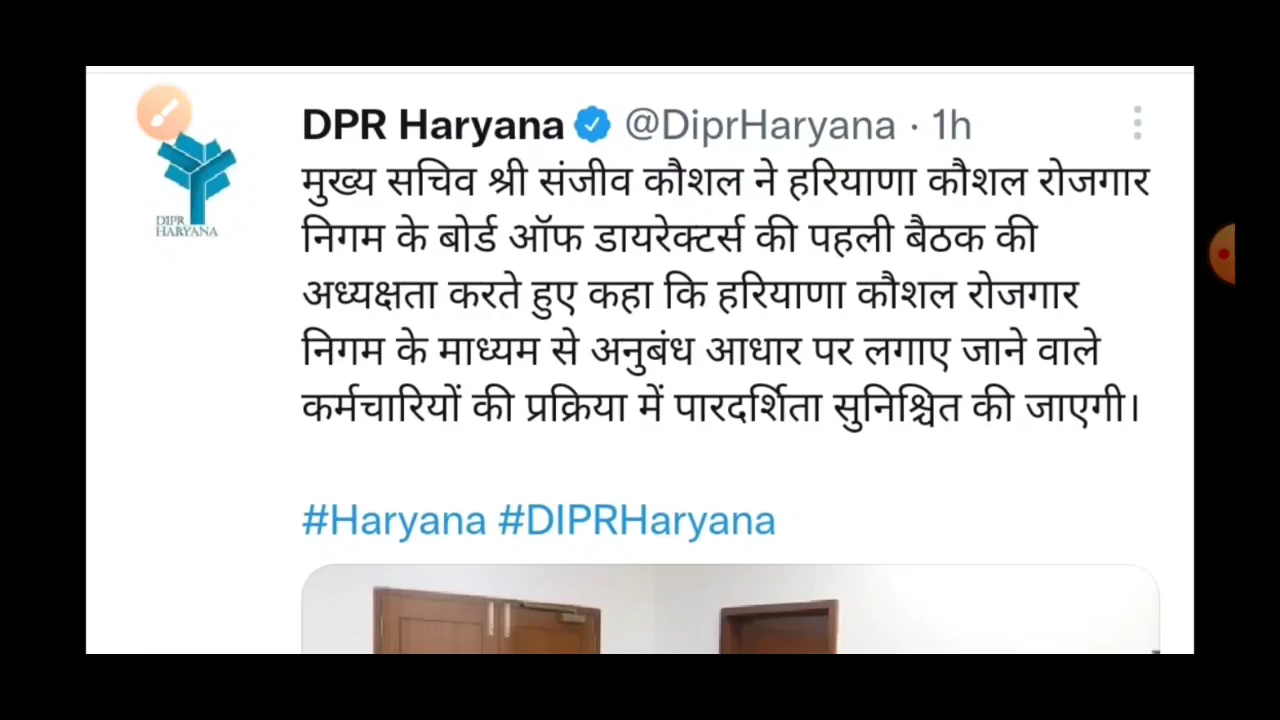 DPR Haryana @DiprHaryana · 1h
मुख्य सचिव श्री संजीव कौशल ने हरियाणा कौशल रोजगार
निगम के बोर्ड ऑफ डायरेक्टर्स की पहली बैठक की
अध्यक्षता करते हुए कहा कि हरियाणा कौशल रोजगार
निगम के माध्यम से अनुबंध आधार पर लगाए जाने वाले
कर्मचारियों की प्रक्रिया में पारदर्शिता सुनिश्चित की जाएगी।
#Haryana #DIPRHaryana
DIPR
HARYANA